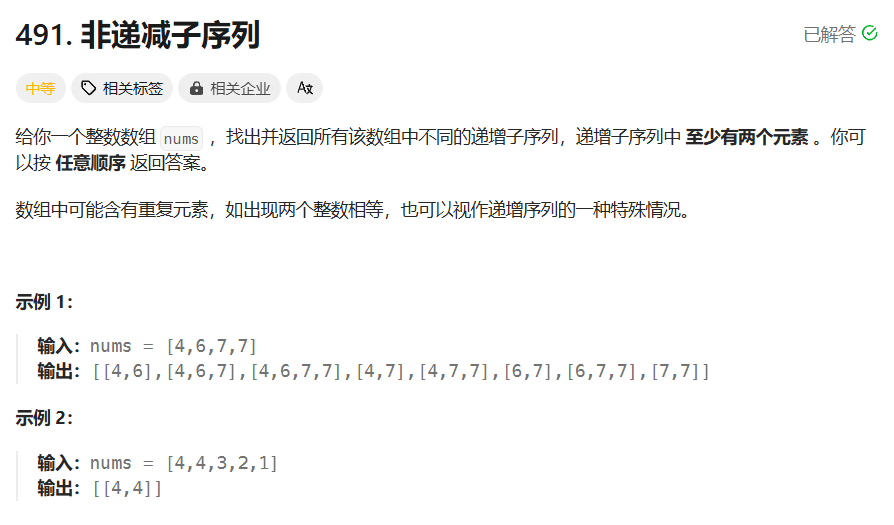 491. 非递减子序列
已解答
中等 相关标签 相关企业 A文
给你一个整数数组 nums ，找出并返回所有该数组中不同的递增子序列，递增子序列中 至少有两个元素 。你可
以按 任意顺序 返回答案。
数组中可能含有重复元素，如出现两个整数相等，也可以视作递增序列的一种特殊情况。
示例 1：
输入：nums = [4,6,7,7]
输出：[[4,6],[4,6,7],[4,6,7,7],[4,7],[4,7,7],[6,7],[6,7,7],[7,7]]
示例 2：
输入：nums = [4,4,3,2,1]
输出：[[4,4]]